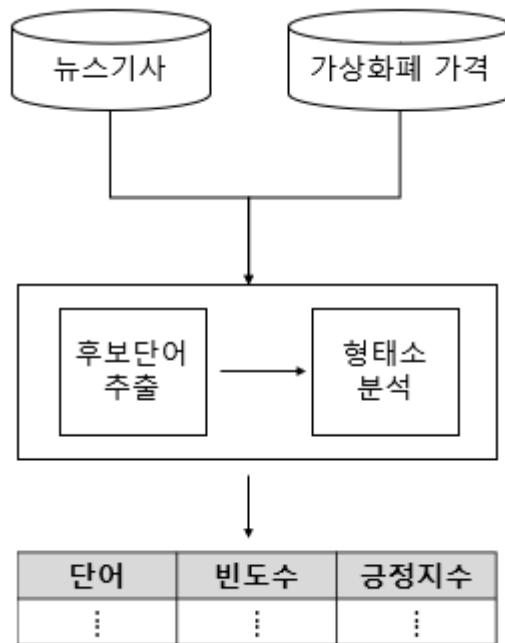 뉴스기사
가상화폐 가격
후보단어
추출
형태소
분석
단어 빈도수 긍정지수